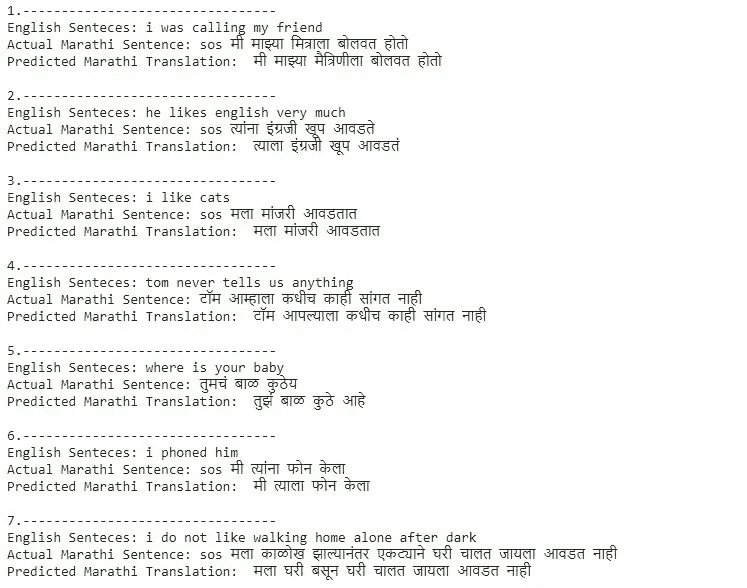 1.---------------------------------
English Senteces: i was calling my friend
Actual Marathi Sentence: sos मी माझ्या मित्राला बोलवत होतो
Predicted Marathi Translation:  मी माझ्या मैत्रिणीला बोलवत होतो
2.---------------------------------
English Senteces: he likes english very much
Actual Marathi Sentence: sos त्यांना इंग्रजी खूप आवडते
Predicted Marathi Translation:  त्याला इंग्रजी खूप आवडतं
3.---------------------------------
English Senteces: i like cats
Actual Marathi Sentence: sos मला मांजरी आवडतात
Predicted Marathi Translation:  मला मांजरी आवडतात
4.---------------------------------
English Senteces: tom never tells us anything
Actual Marathi Sentence: टॉम आम्हाला कधीच काही सांगत नाही
Predicted Marathi Translation:  टॉम आपल्याला कधीच काही सांगत नाही
5.---------------------------------
English Senteces: where is your baby
Actual Marathi Sentence: तुमचं बाळ कुठेय
Predicted Marathi Translation:  तुझं बाळ कुठे आहे
6.---------------------------------
English Senteces: i phoned him
Actual Marathi Sentence: sos मी त्यांना फोन केला
Predicted Marathi Translation:  मी त्याला फोन केला
7.---------------------------------
English Senteces: i do not like walking home alone after dark
Actual Marathi Sentence: sos मला काळोख झाल्यानंतर एकट्याने घरी चालत जायला आवडत नाही
Predicted Marathi Translation:  मला घरी बसून घरी चालत जायला आवडत नाही